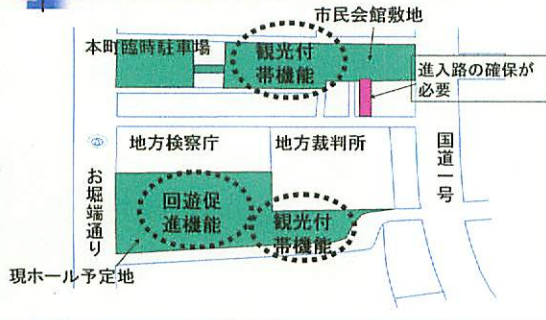 市民会館敷地
本町臨時駐車場
観光付
帯機能
進入路の確保が
必要
地方検察庁
地方裁判所
国道一号
お堀端通り
回遊促
進機能
観光付
帯機能
現ホール予定地